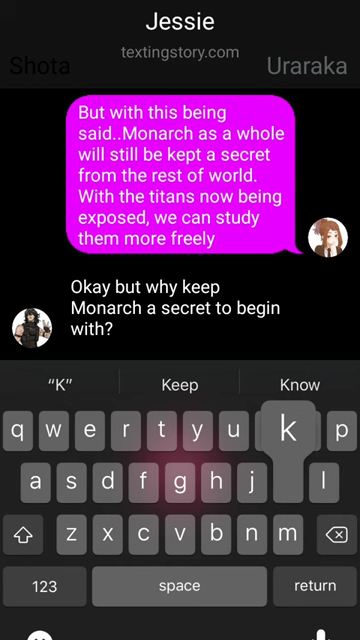 Jessie
textingstory.com
Shota
Uraraka
But with this being
said..Monarch as a whole
will still be kept a secret
from the rest of world.
With the titans now being
exposed, we can study
them more freely
Okay but why keep
Monarch a secret to begin
with?
“K” Keep Know
q w e r t y u k p
a s d f g h j l
z x c v b n m
123 space return